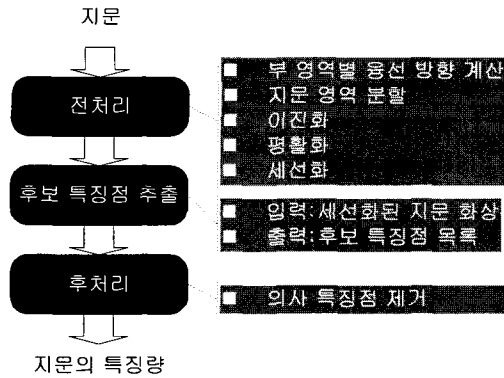 지문
전처리
부 영역별 융선 방향 계산
지문 영역 분할
이진화
평활화
세선화
후보 특징점 추출
입력:세선화된 지문 화상
출력:후보 특징점 목록
후처리
의사 특징점 제거
지문의 특징량